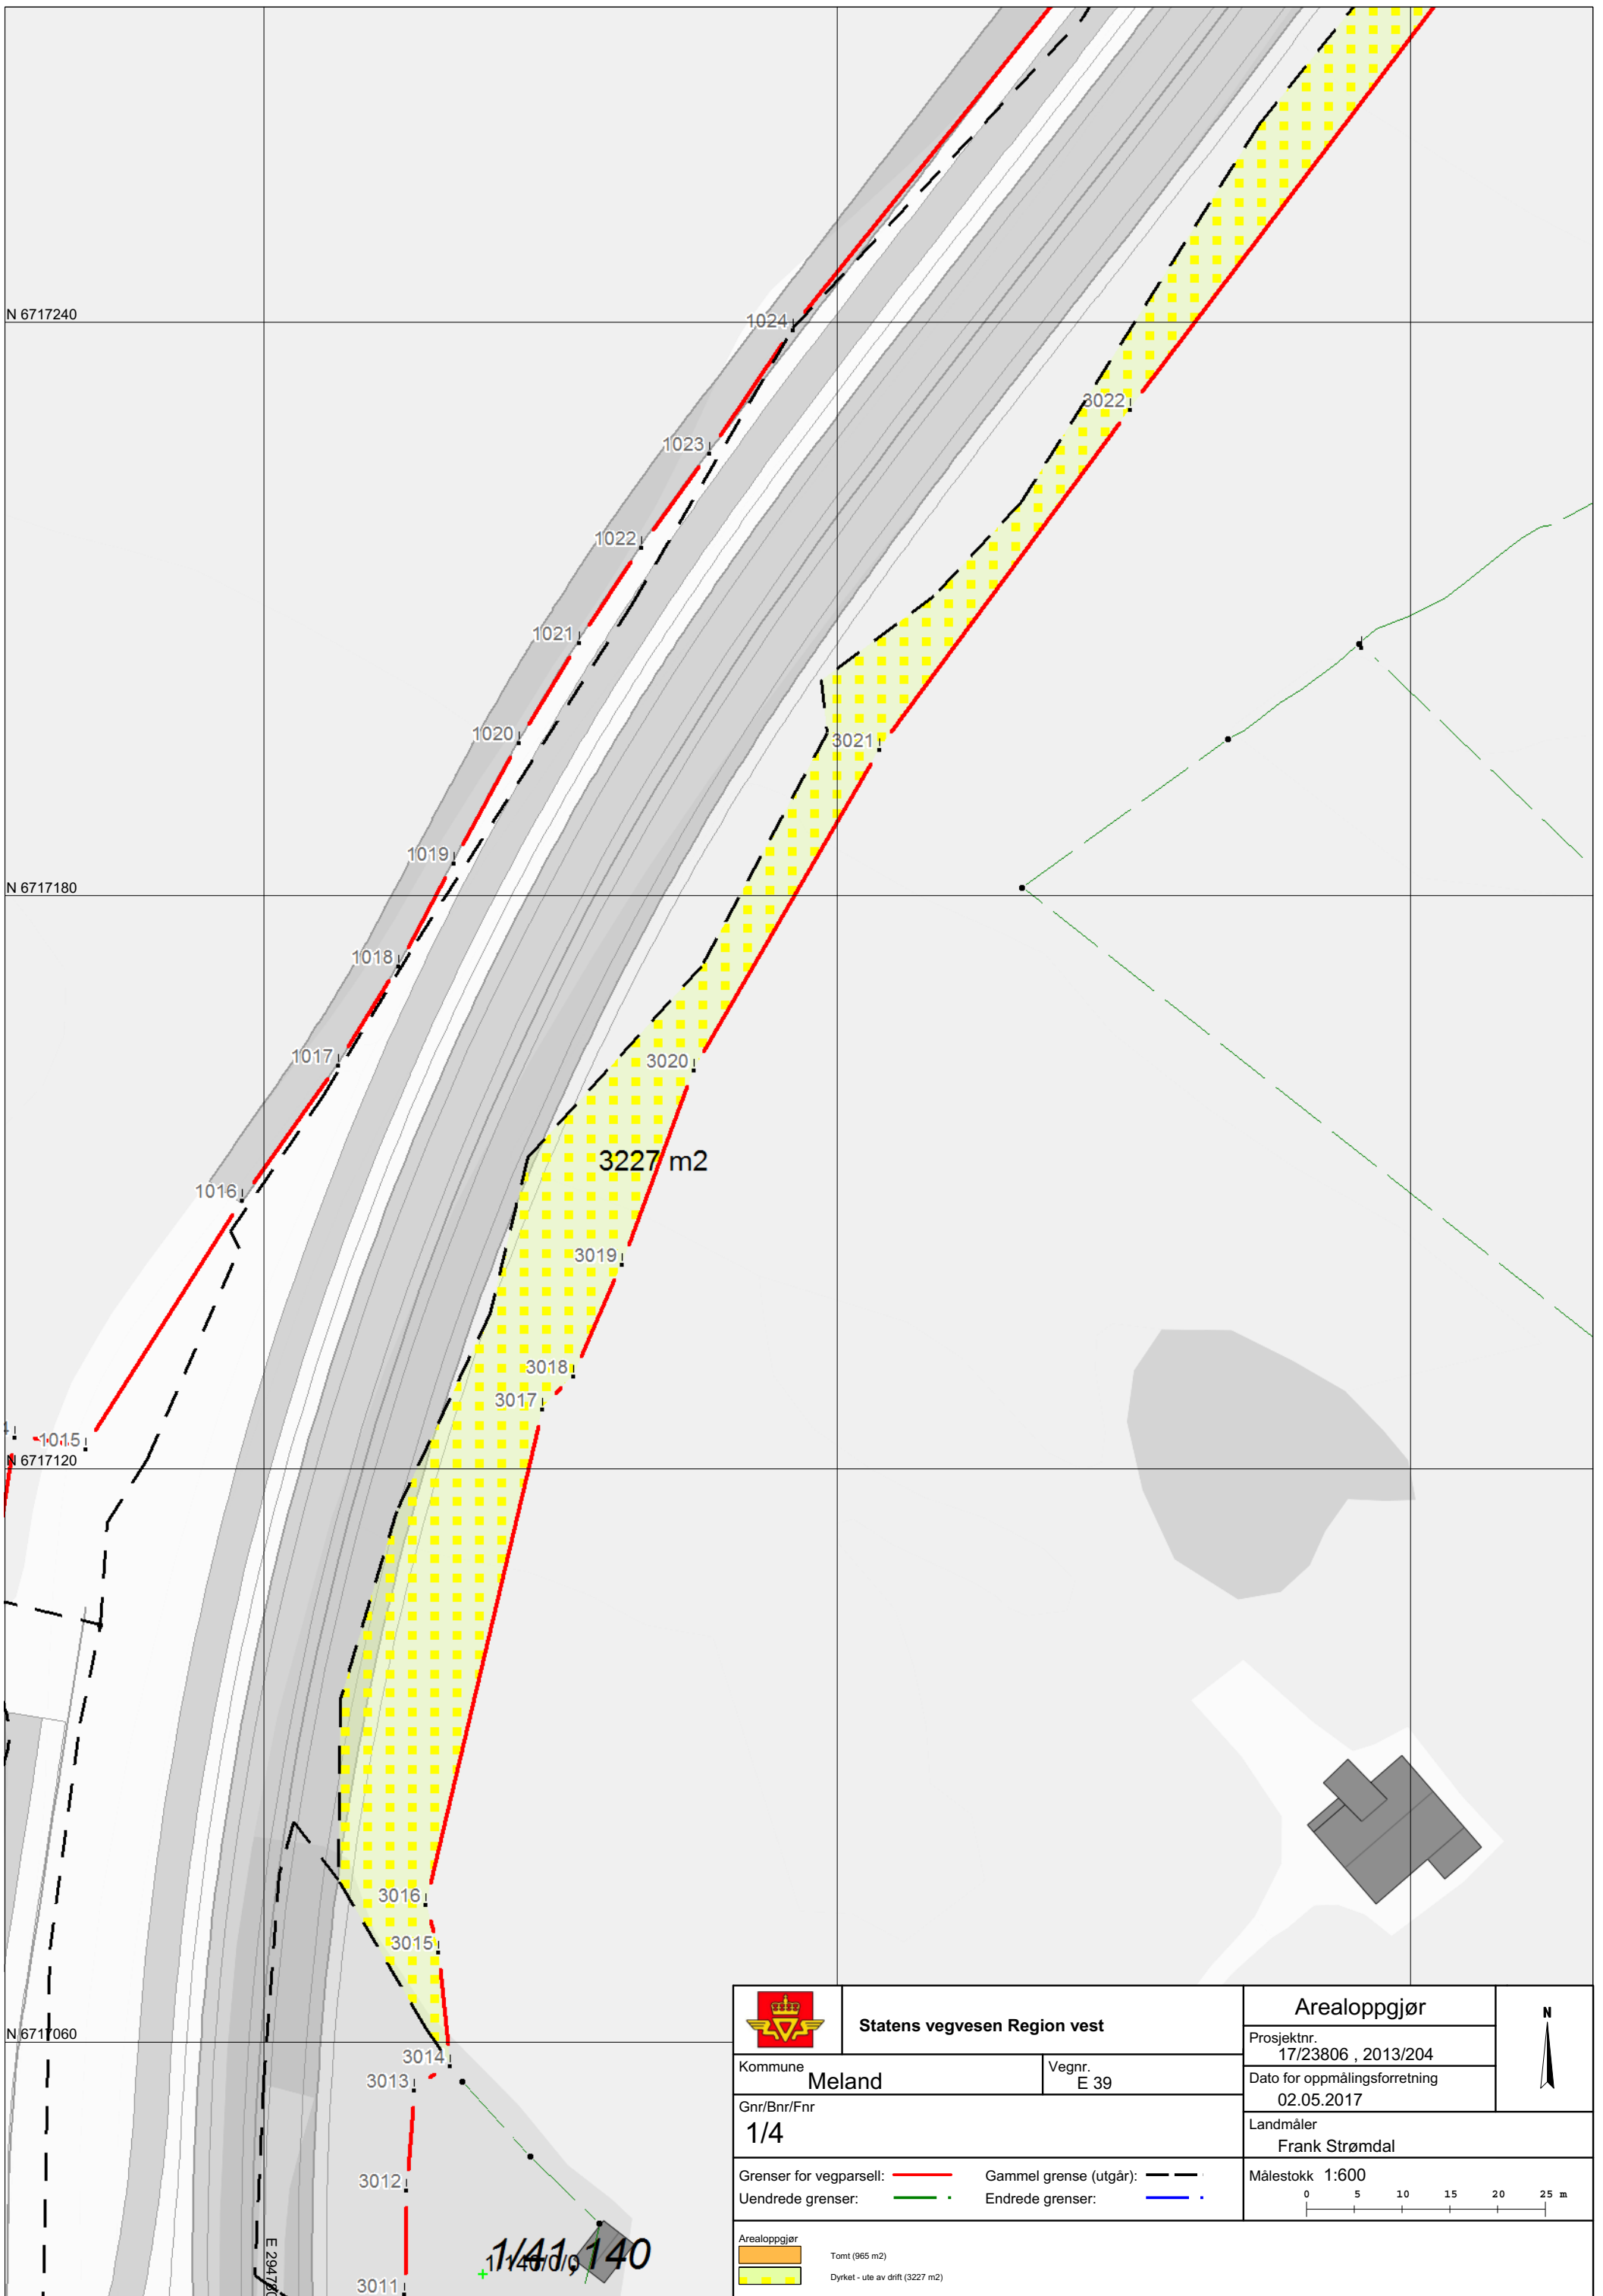 N 6717240
1024
3022
1023
1022
1021
1020
3021
1019
N 6717180
1018
1017
3020
3227 m2
1016
3019
3018
3017
1015
N 6717120
3016
3015
N 6717060
3014
3013
3012
3011
E 294780
1/41,140
Statens vegvesen Region vest
Arealoppgjør
N
Prosjektnr.
17/23806 , 2013/204
Kommune
Meland
Vegnr.
E 39
Dato for oppmålingsforretning
02.05.2017
Gnr/Bnr/Fnr
1/4
Landmåler
Frank Strømdal
Grenser for vegparsell:
Gammel grense (utgår):
Målestokk 1:600
Uendrede grenser:
Endrede grenser:
0 5 10 15 20 25 m
Arealoppgjør
Tomt (965 m2)
Dyrket - ute av drift (3227 m2)